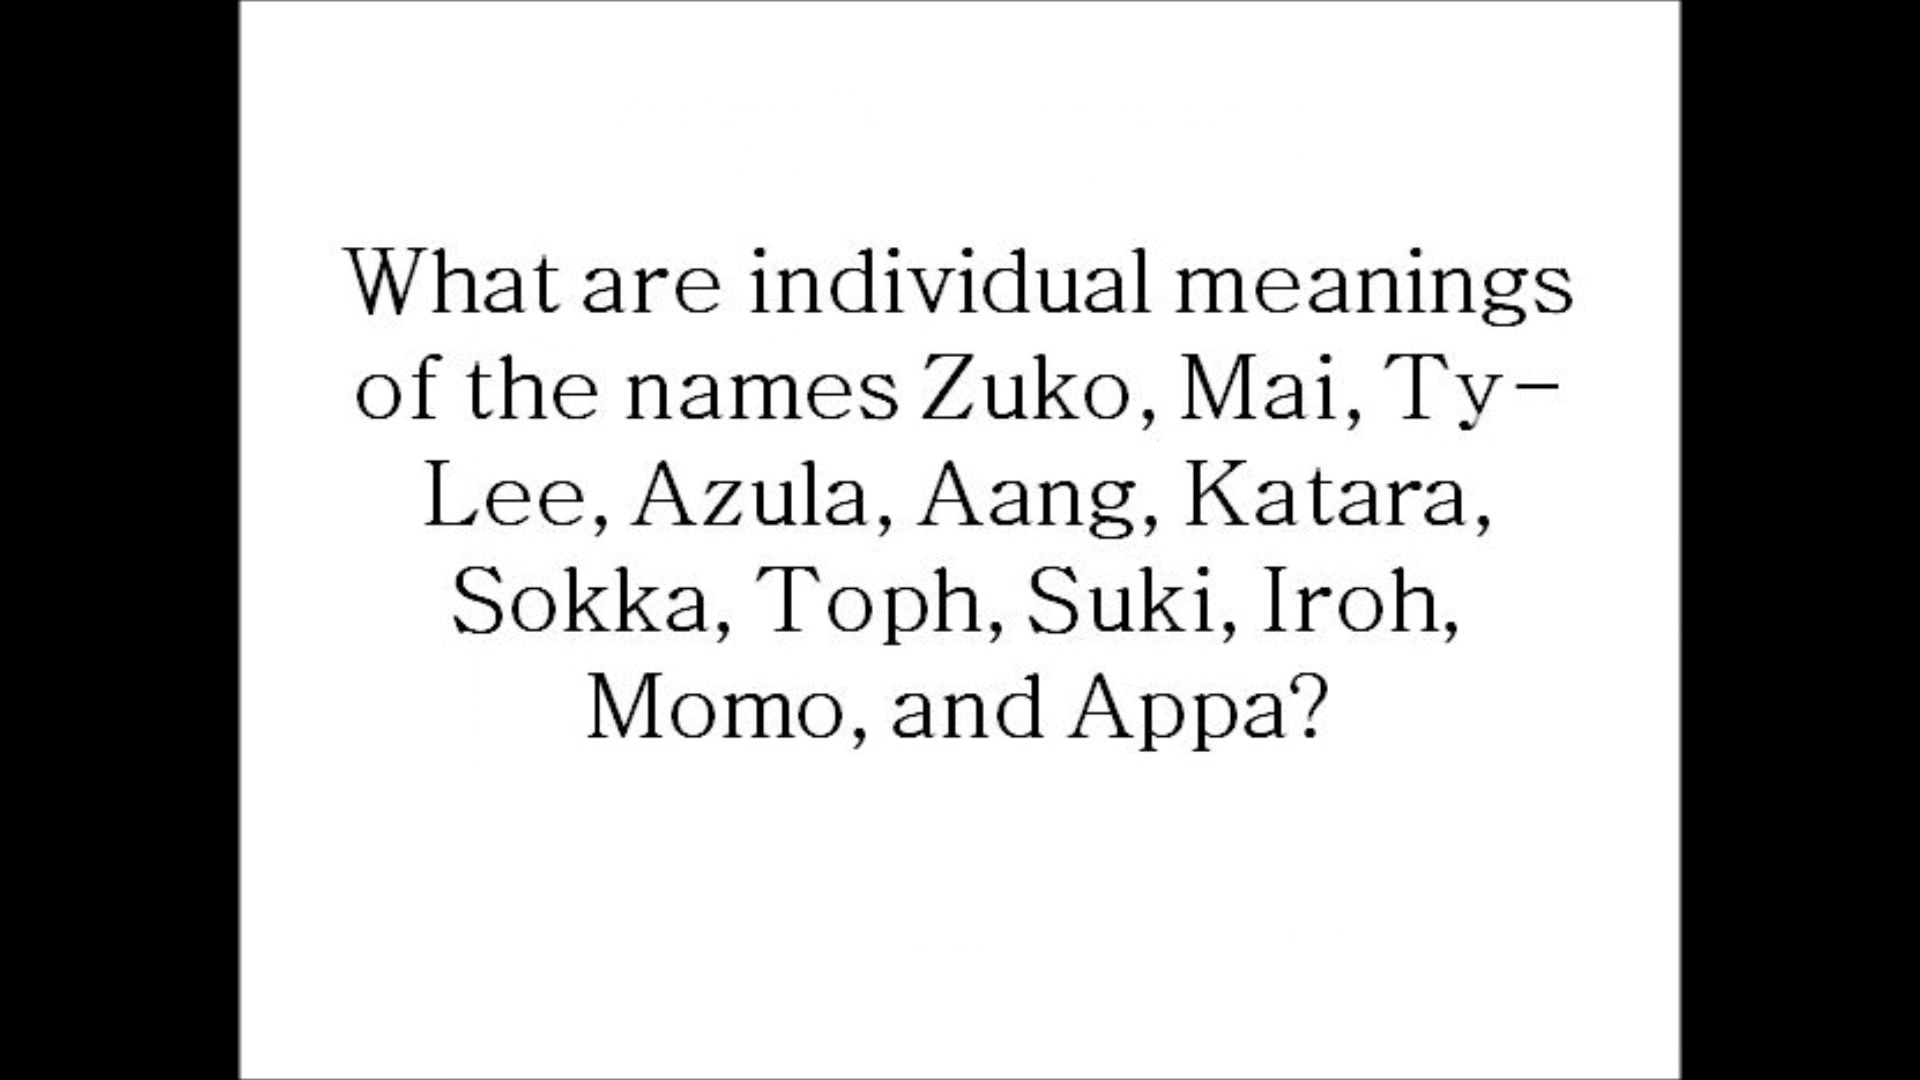 What are individual meanings
of the names Zuko, Mai, Ty-
Lee, Azula, Aang, Katara,
Sokka, Toph, Suki, Iroh,
Momo, and Appa?